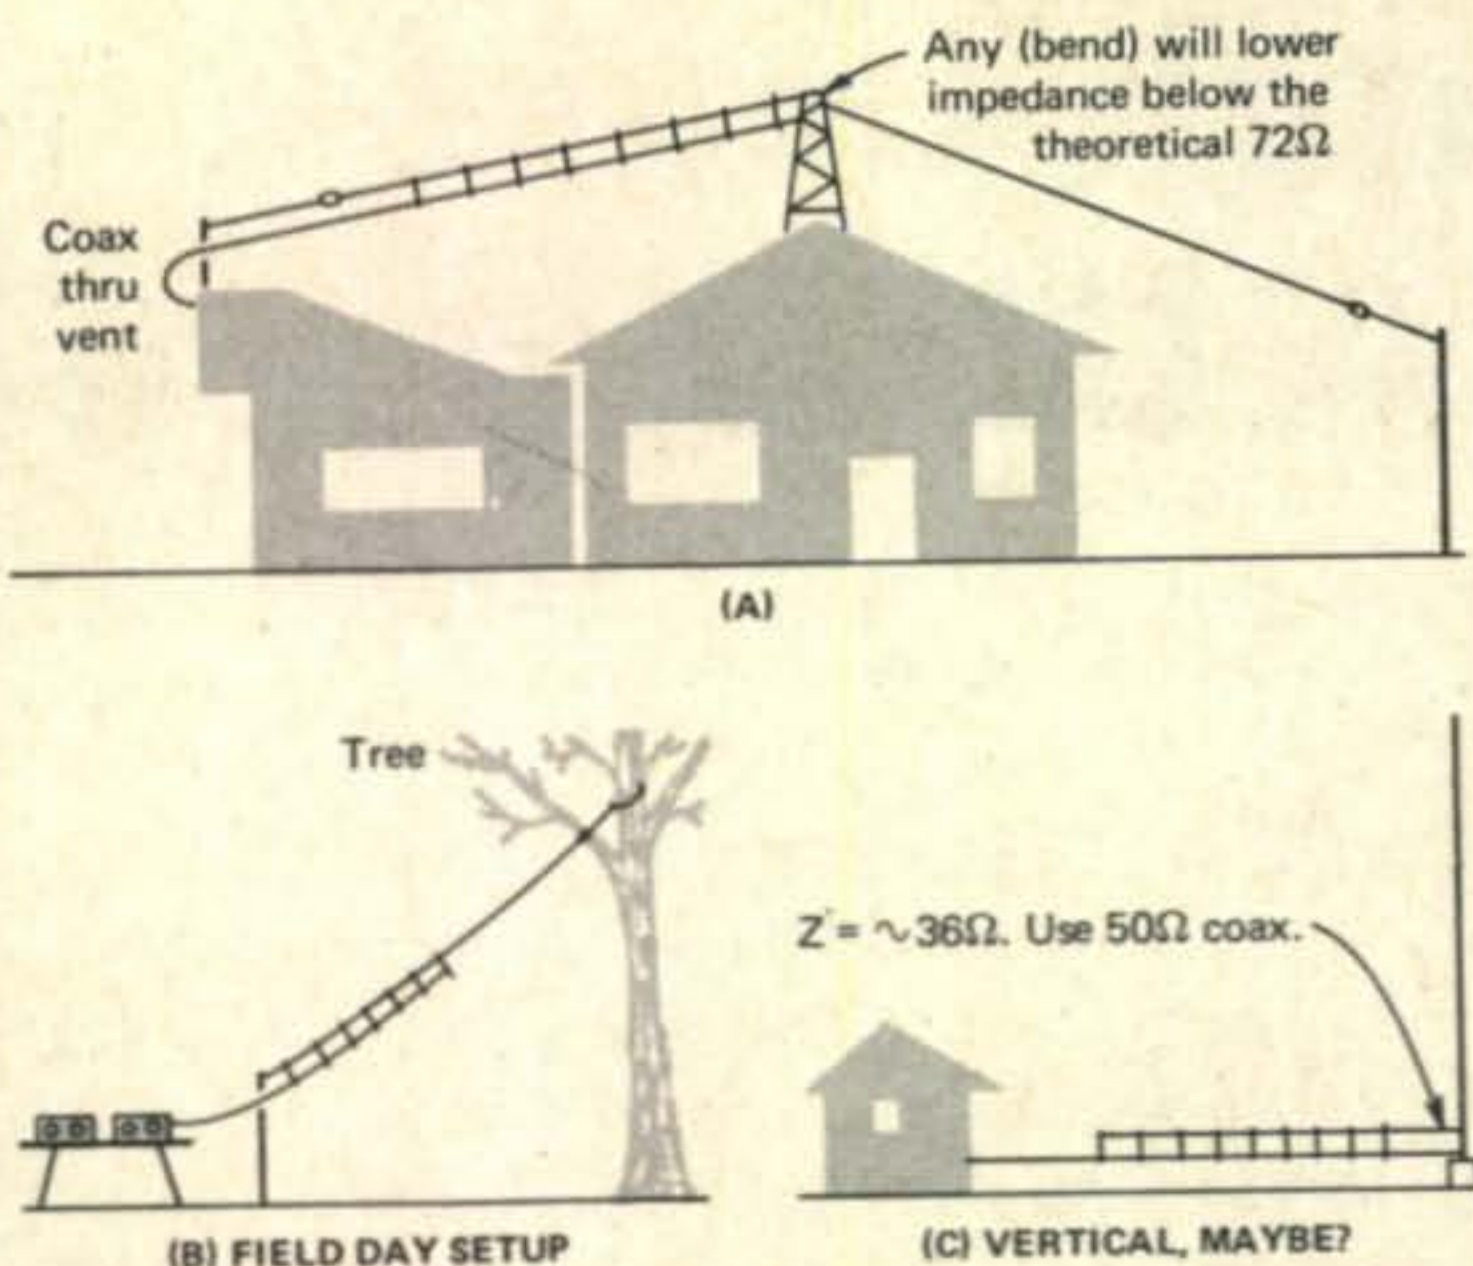 Any (bend) will lower
impedance below the
theoretical 72Ω
Coax
thru
vent
(A)
Tree
Z = ~36Ω. Use 50Ω coax.
(B) FIELD DAY SETUP
(C) VERTICAL, MAYBE?